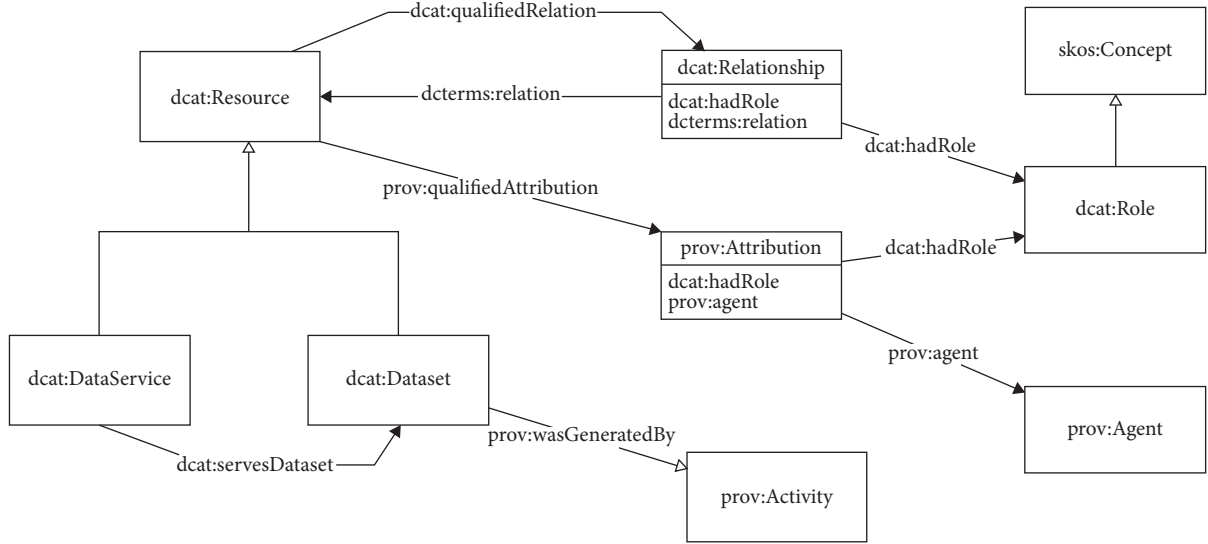 dcat:qualifiedRelation
skos:Concept
dcat:Relationship
dcat:Resource
dcterms:relation
dcat:hadRole
dcterms:relation
dcat:hadRole
prov:qualifiedAttribution
dcat:Role
prov:Attribution
dcat:hadRole
dcat:hadRole
prov:agent
prov:agent
dcat:DataService
dcat:Dataset
prov:wasGeneratedBy
prov:Agent
dcat:servesDataset
prov:Activity